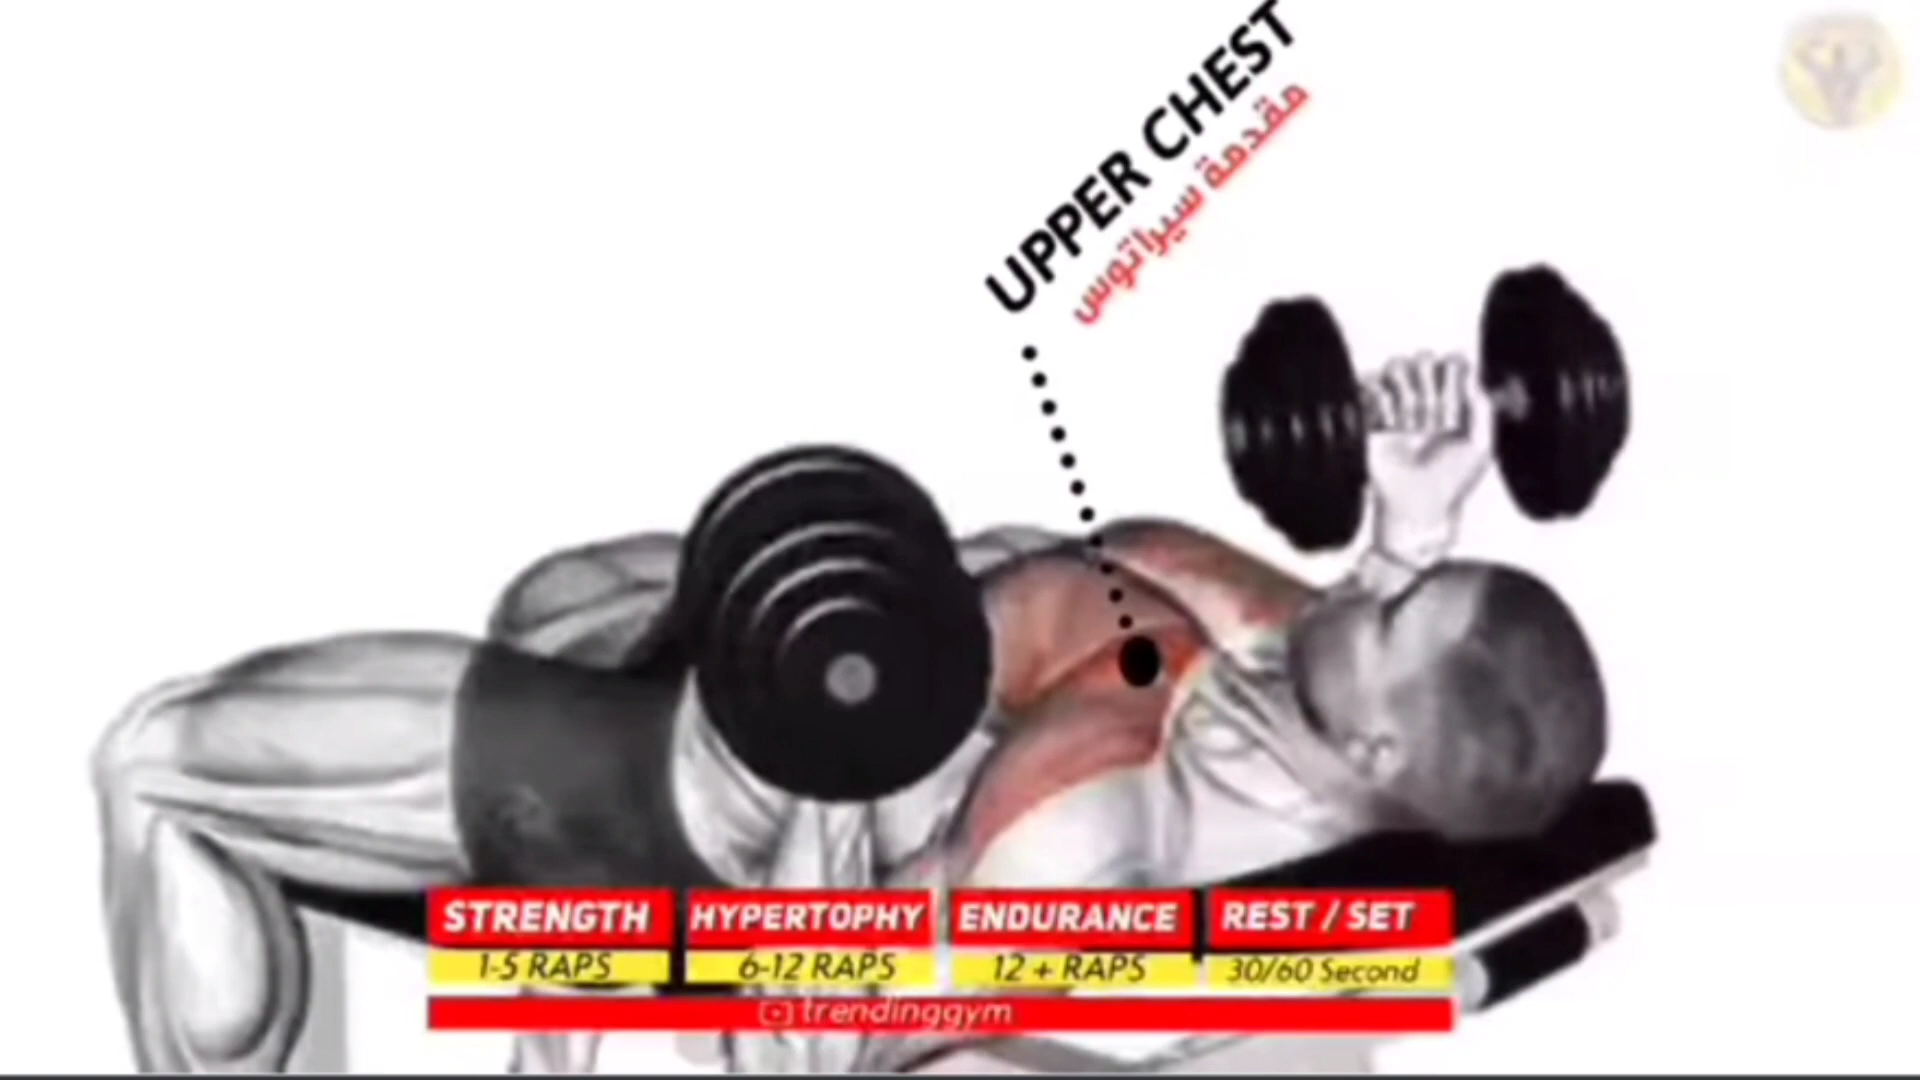 UPPER CHEST
مقدمة سيراتوس
STRENGTH
HYPERTOPHY
ENDURANCE
REST / SET
1-5 RAPS
6-12 RAPS
12 + RAPS
30/60 Second
trendinggym